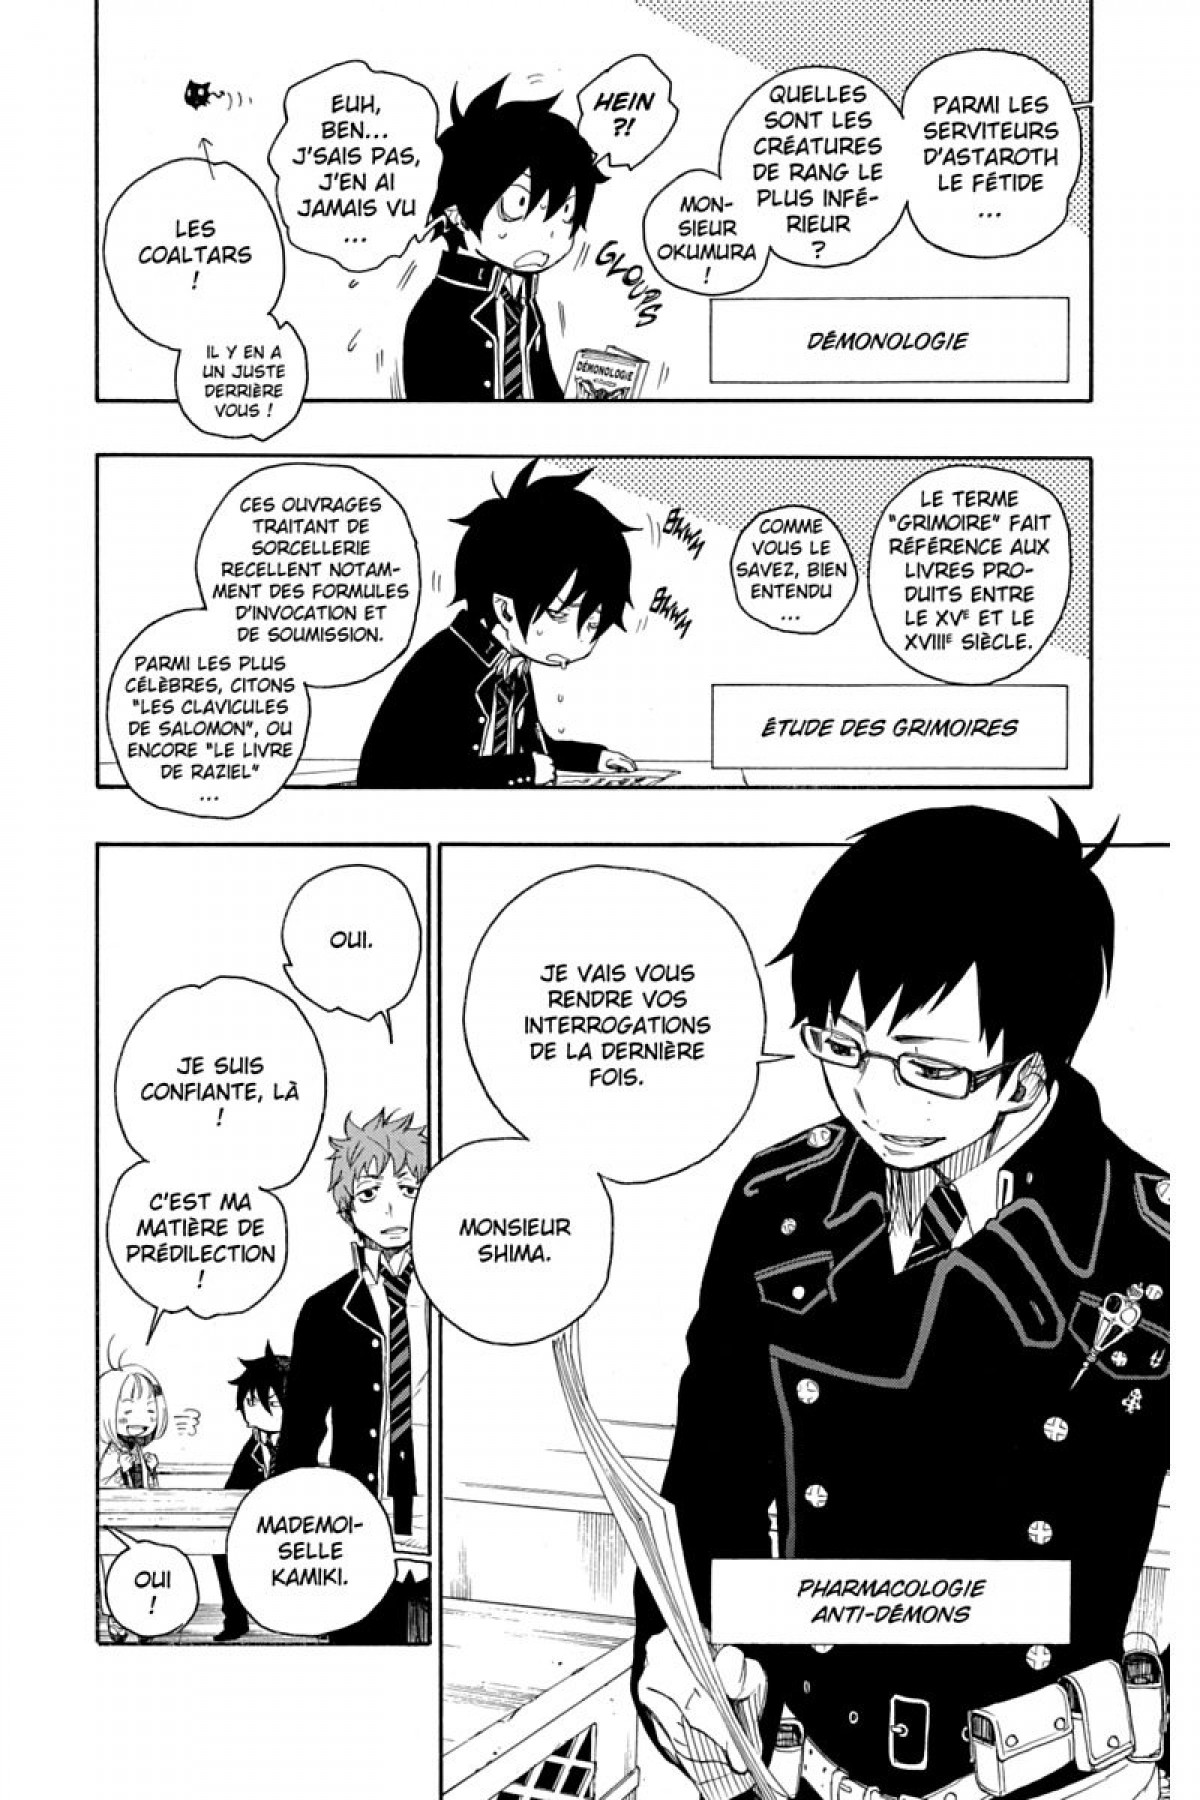 PARMI LES
SERVITEURS
D'ASTAROTH
LE FÉTIDE
...
QUELLES
SONT LES
CRÉATURES
DE RANG LE
PLUS INFÉ-
RIEUR
?
MON-
SIEUR
OKUMURA
!
HEIN
?!
GLOUPS
DÉMONOLOGIE
DÉMONOLOGIE
EUH,
BEN...
J'SAIS PAS,
J'EN AI
JAMAIS VU
...
LES
COALTARS
!
IL Y EN A
UN JUSTE
DERRIÈRE
VOUS !
LE TERME
"GRIMOIRE" FAIT
RÉFÉRENCE AUX
LIVRES PRO-
DUITS ENTRE
LE XVE ET LE
XVIIIE SIÈCLE.
COMME
VOUS LE
SAVEZ, BIEN
ENTENDU
...
ÉTUDE DES GRIMOIRES
CES OUVRAGES
TRAITANT DE
SORCELLERIE
RECELLENT NOTAM-
MENT DES FORMULES
D'INVOCATION ET
DE SOUMISSION.
PARMI LES PLUS
CÉLÈBRES, CITONS
"LES CLAVICULES
DE SALOMON", OU
ENCORE "LE LIVRE
DE RAZIEL"
...
JE VAIS VOUS
RENDRE VOS
INTERROGATIONS
DE LA DERNIÈRE
FOIS.
MONSIEUR
SHIMA.
PHARMACOLOGIE
ANTI-DÉMONS
OUI.
JE SUIS
CONFIANTE, LÀ
!
C'EST MA
MATIÈRE DE
PRÉDILECTION
!
MADEMOI-
SELLE
KAMIKI.
OUI
!